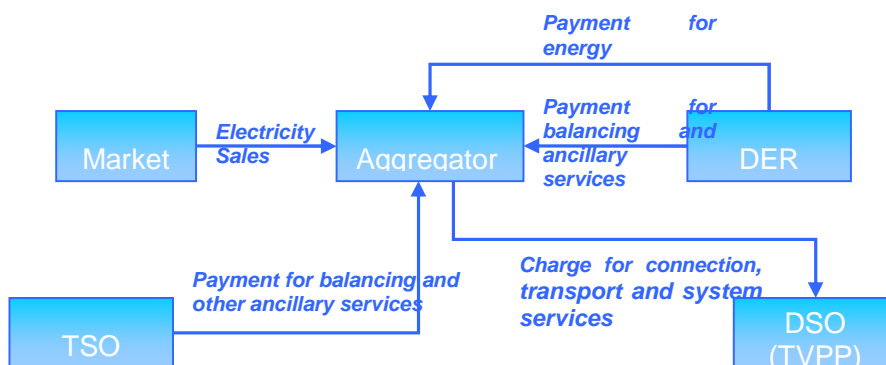 Payment for
energy
Electricity
Sales
Payment for
balancing and
ancillary
services
Market
Aggregator
DER
Payment for balancing and
other ancillary services
Charge for connection,
transport and system
services
TSO
DSO
(TVPP)